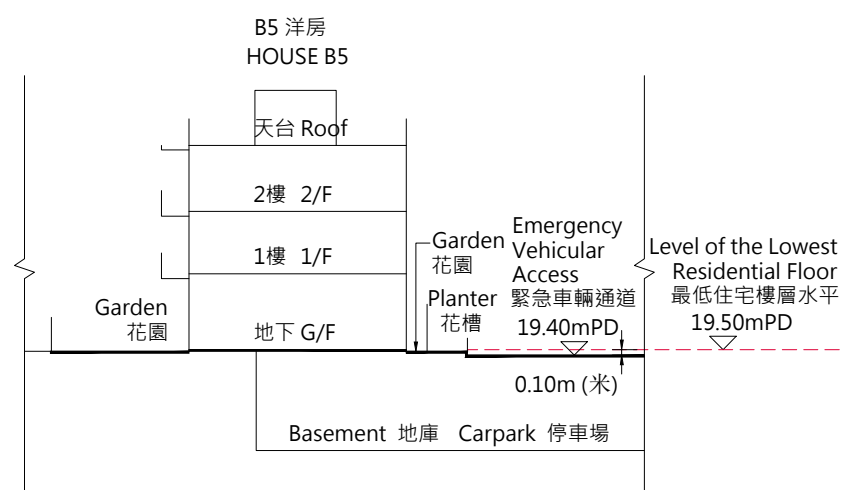 B5 洋房
HOUSE B5
天台 Roof
2樓 2/F
1樓 1/F
地下 G/F
Garden
花園
Garden
花園
Planter
花槽
Emergency
Vehicular
Access
緊急車輛通道
19.40mPD
Level of the Lowest
Residential Floor
最低住宅樓層水平
19.50mPD
0.10m (米)
Basement 地庫 Carpark 停車場